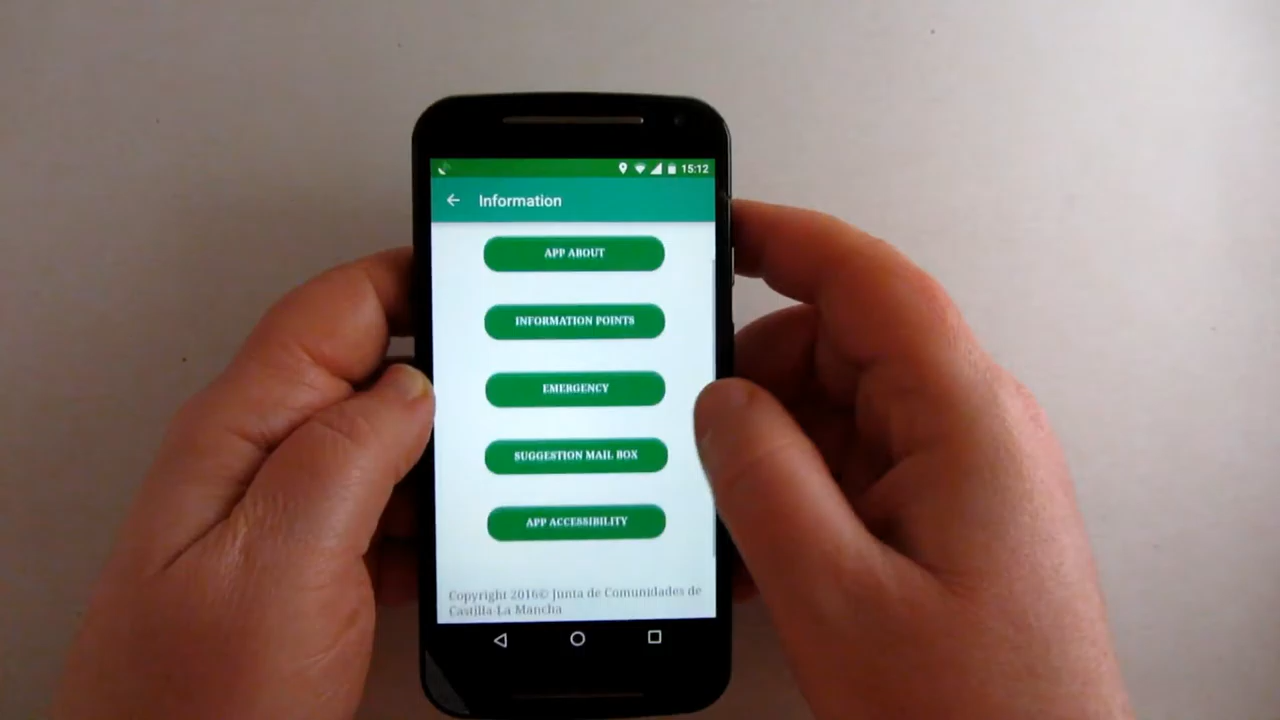 15:12
Information
APP ABOUT
INFORMATION POINTS
EMERGENCY
SUGGESTION MAIL BOX
APP ACCESSIBILITY
Copyright 2016© Junta de Comunidades de
Castilla-La Mancha